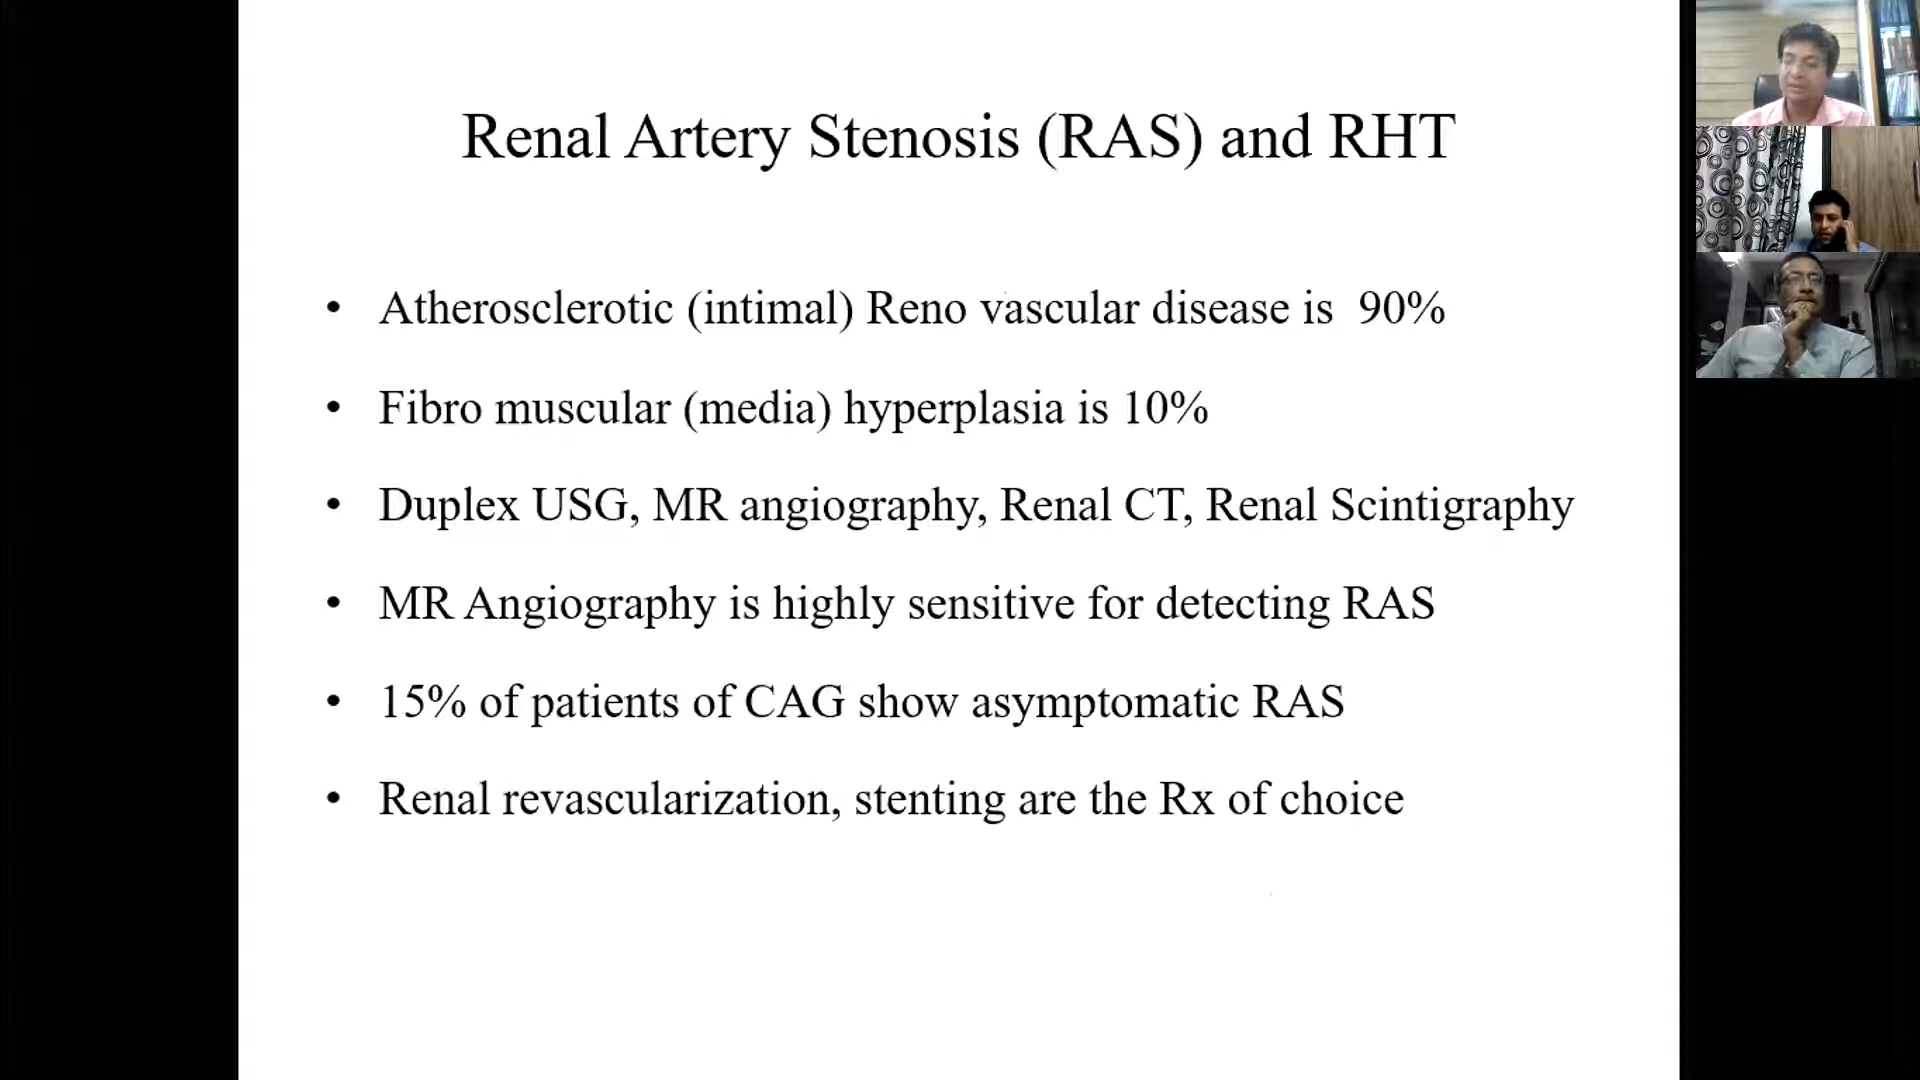 Renal Artery Stenosis (RAS) and RHT
• Atherosclerotic (intimal) Reno vascular disease is 90%
• Fibro muscular (media) hyperplasia is 10%
• Duplex USG, MR angiography, Renal CT, Renal Scintigraphy
• MR Angiography is highly sensitive for detecting RAS
• 15% of patients of CAG show asymptomatic RAS
• Renal revascularization, stenting are the Rx of choice